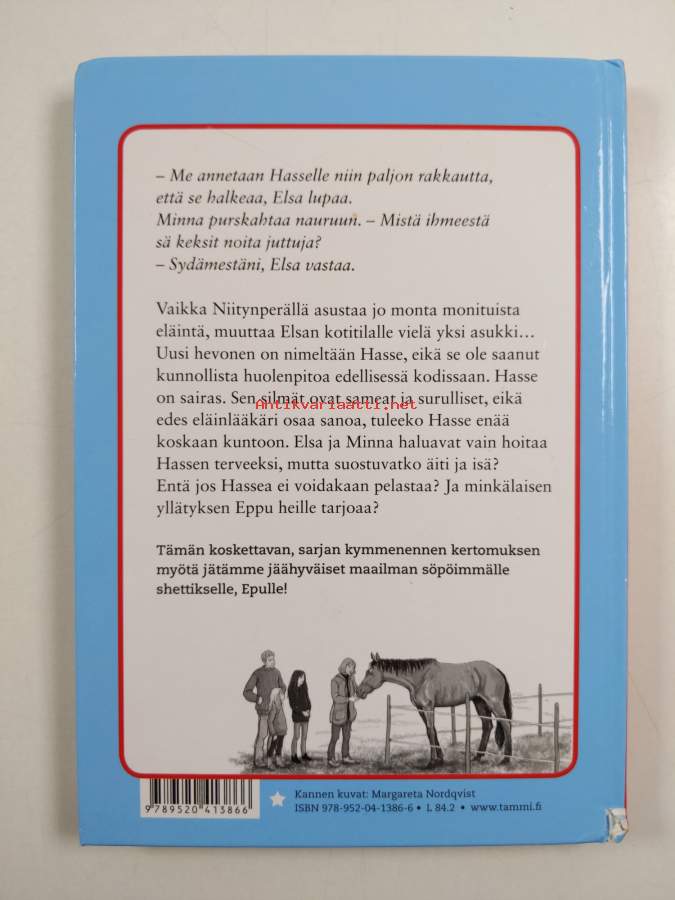 – Me annetaan Hasselle niin paljon rakkautta,
että se halkeaa, Elsa lupaa.
Minna purskahtaa nauruun. – Mistä ihmeestä
sä keksit noita juttuja?
– Sydämestäni, Elsa vastaa.
Vaikka Niitynperällä asustaa jo monta monituista
eläintä, muuttaa Elsan kotitilalle vielä yksi asukki…
Uusi hevonen on nimeltään Hasse, eikä se ole saanut
kunnollista huolenpitoa edellisessä kodissaan. Hasse
on sairas. Sen silmät ovat sameat ja surulliset, eikä
Antikvariaatti.net
edes eläinlääkäri osaa sanoa, tuleeko Hasse enää
koskaan kuntoon. Elsa ja Minna haluavat vain hoitaa
Hassen terveeksi, mutta suostuvatko äiti ja isä?
Entä jos Hassea ei voidakaan pelastaa? Ja minkälaisen
yllätyksen Eppu heille tarjoaa?
Tämän koskettavan, sarjan kymmenennen kertomuksen
myötä jätämme jäähyväiset maailman söpöimmälle
shettikselle, Epulle!
Kannen kuvat: Margareta Nordqvist
ISBN 978-952-04-1386-6 • L 84.2 • www.tammi.fi
9 789520 413866